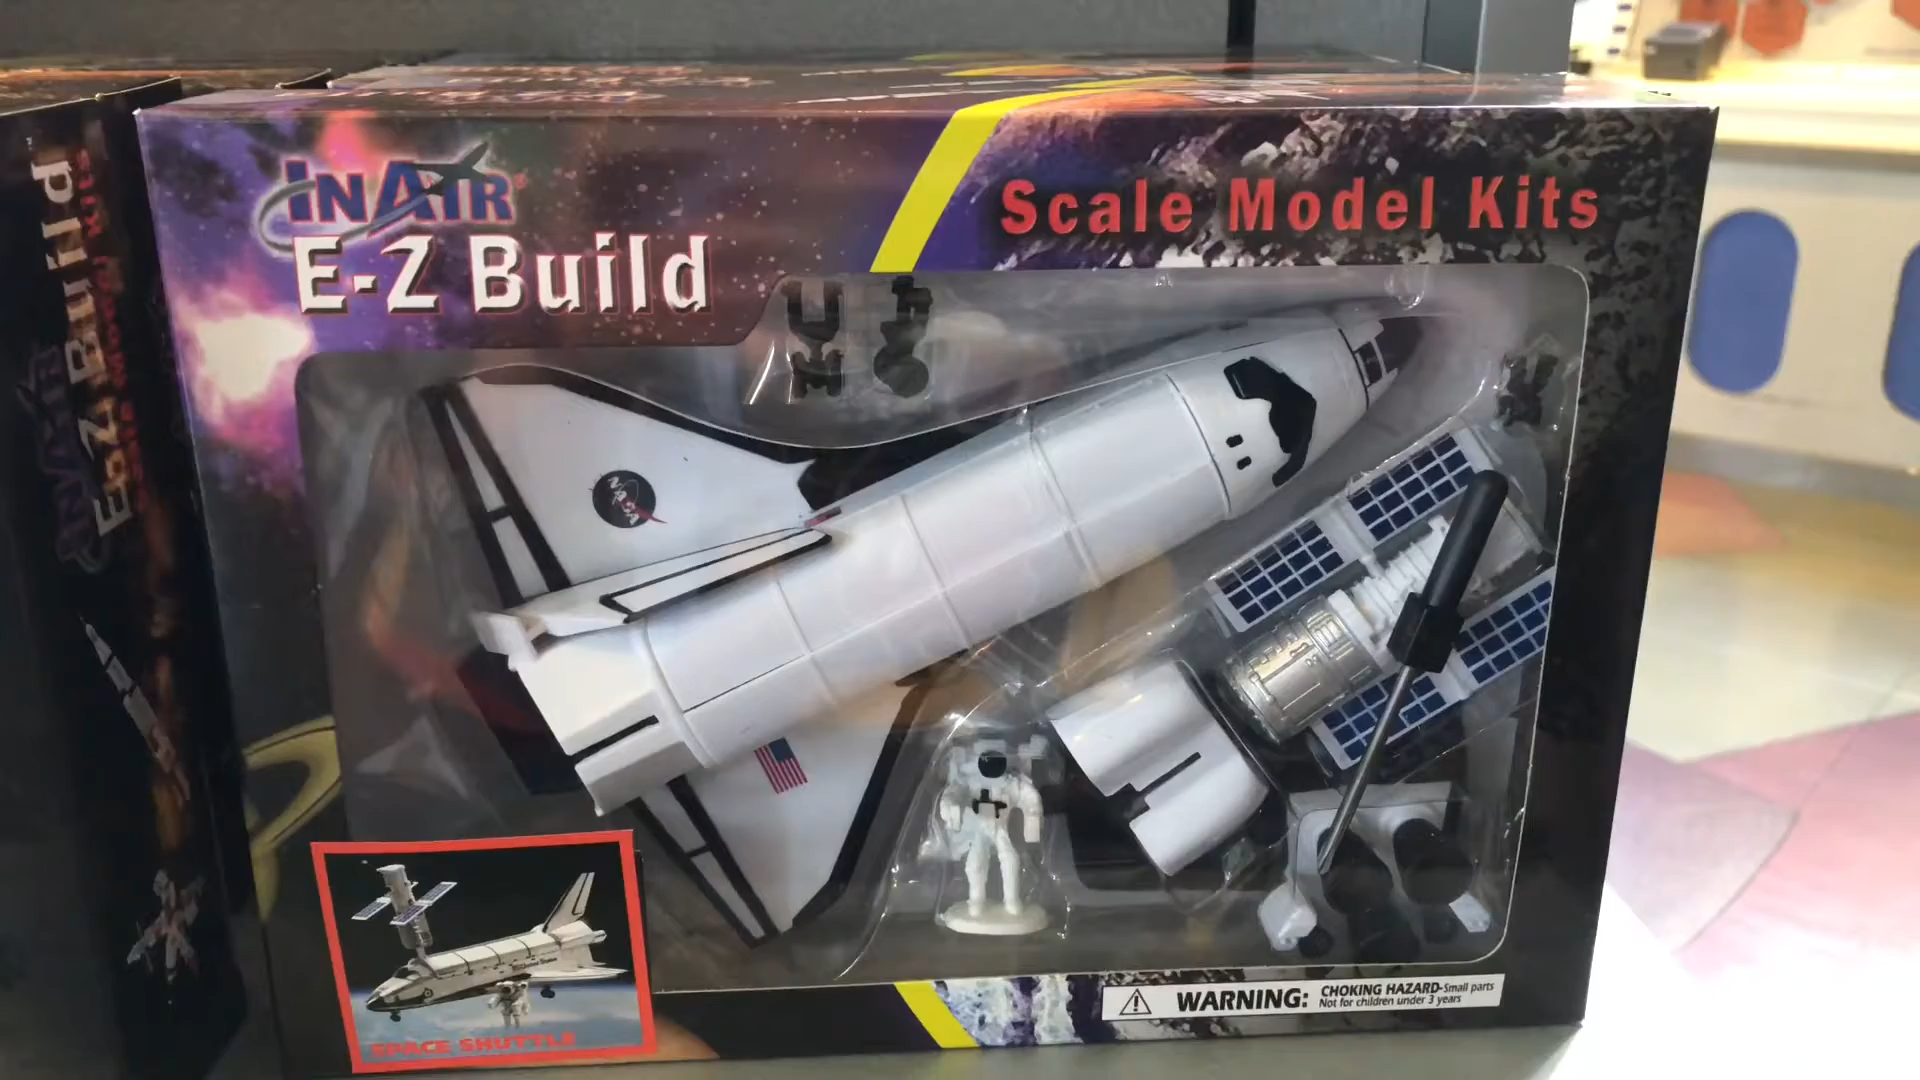 INAIR®
E-Z Build
Scale Model Kits
NASA
SPACE SHUTTLE
WARNING: CHOKING HAZARD-Small parts
Not for children under 3 years
INAIR
E-Z Build